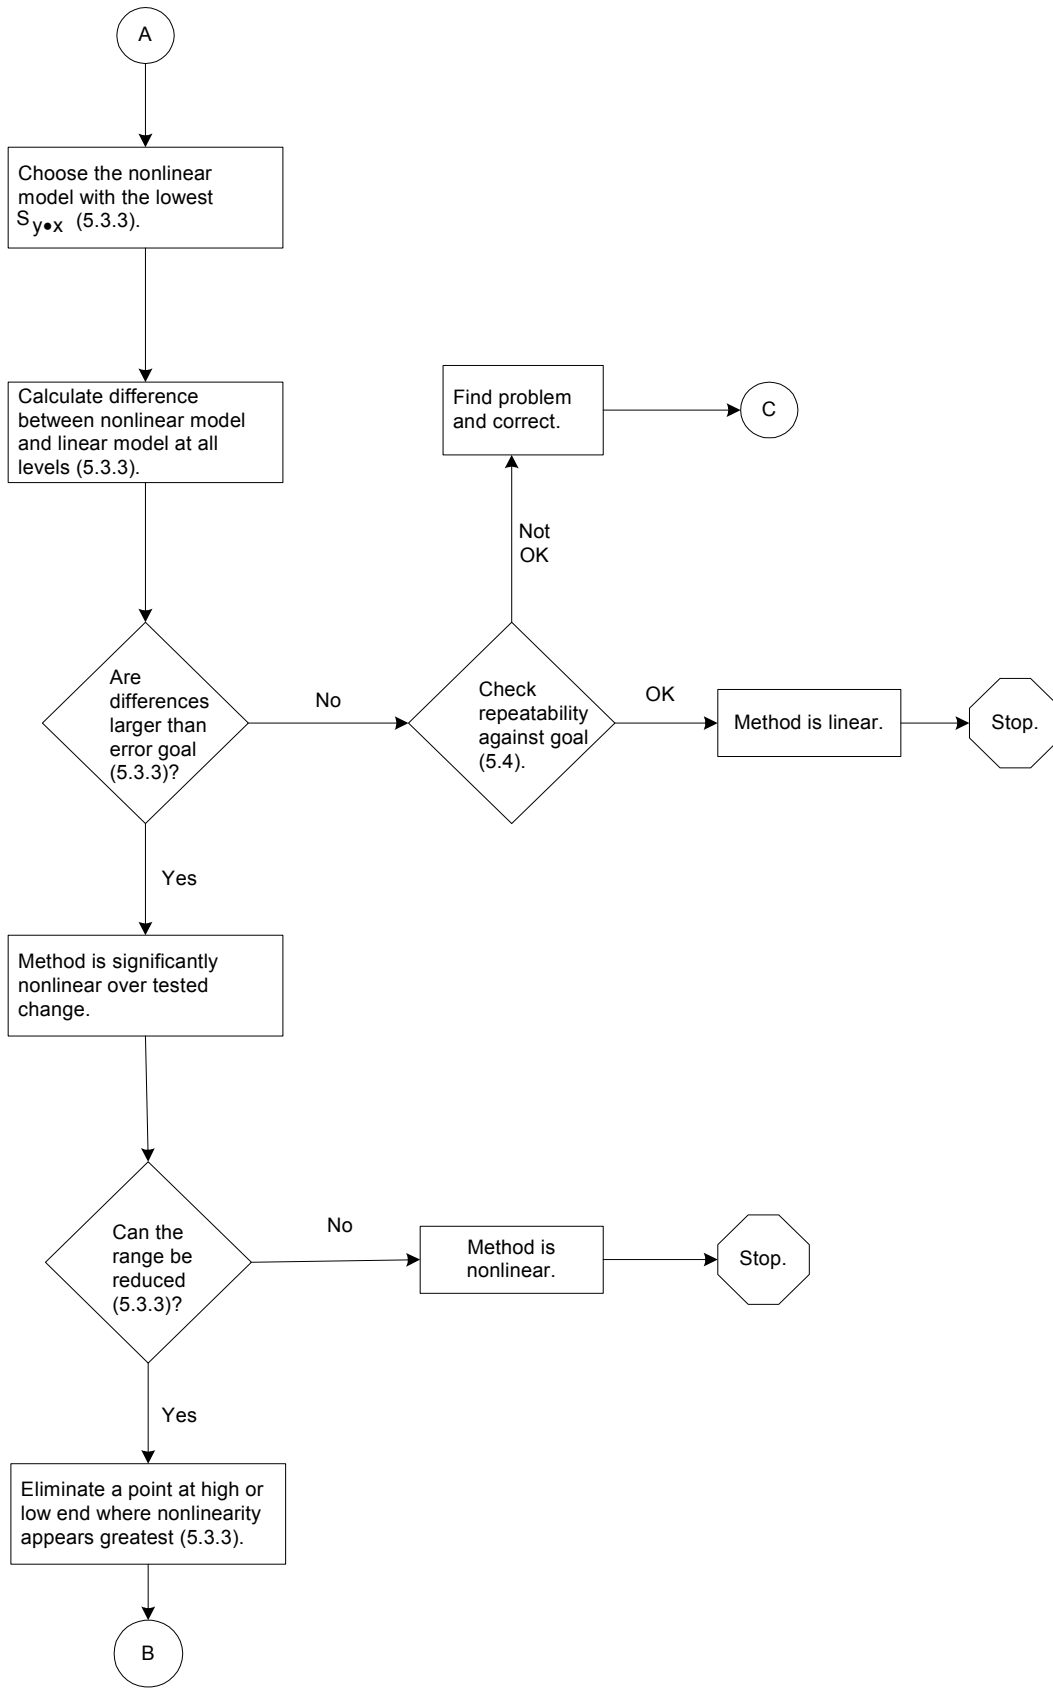 A
Choose the nonlinear
model with the lowest
Sy•x (5.3.3).
Calculate difference
between nonlinear model
and linear model at all
levels (5.3.3).
Find problem
and correct.
C
Not
OK
Are
differences
larger than
error goal
(5.3.3)?
No
Check
repeatability
against goal
(5.4).
OK
Method is linear.
Stop.
Yes
Method is significantly
nonlinear over tested
change.
Can the
range be
reduced
(5.3.3)?
No
Method is
nonlinear.
Stop.
Yes
Eliminate a point at high or
low end where nonlinearity
appears greatest (5.3.3).
B